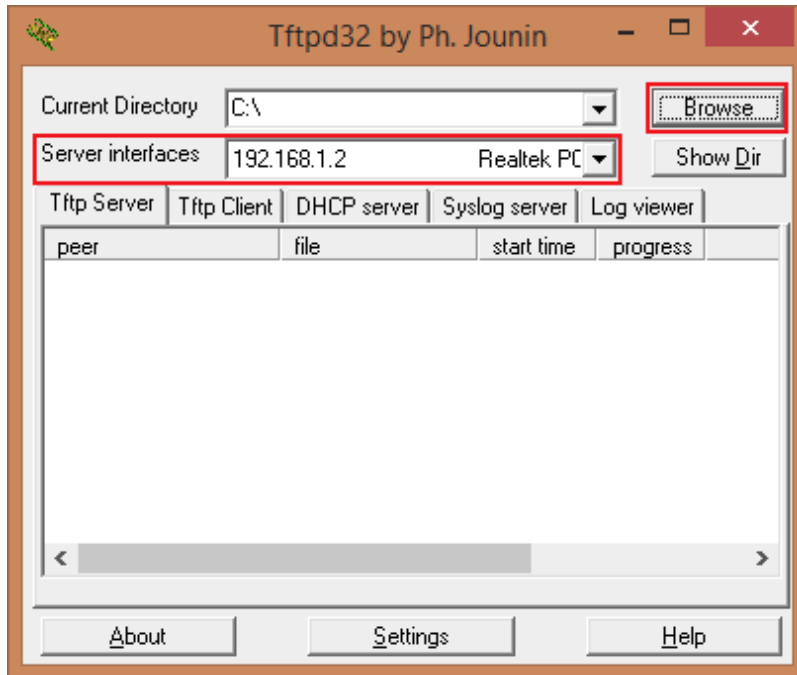 Tftpd32 by Ph. Jounin
Current Directory C:\ Browse
Server interfaces 192.168.1.2 Realtek PC Show Dir
Tftp Server Tftp Client DHCP server Syslog server Log viewer
peer file start time progress
About Settings Help